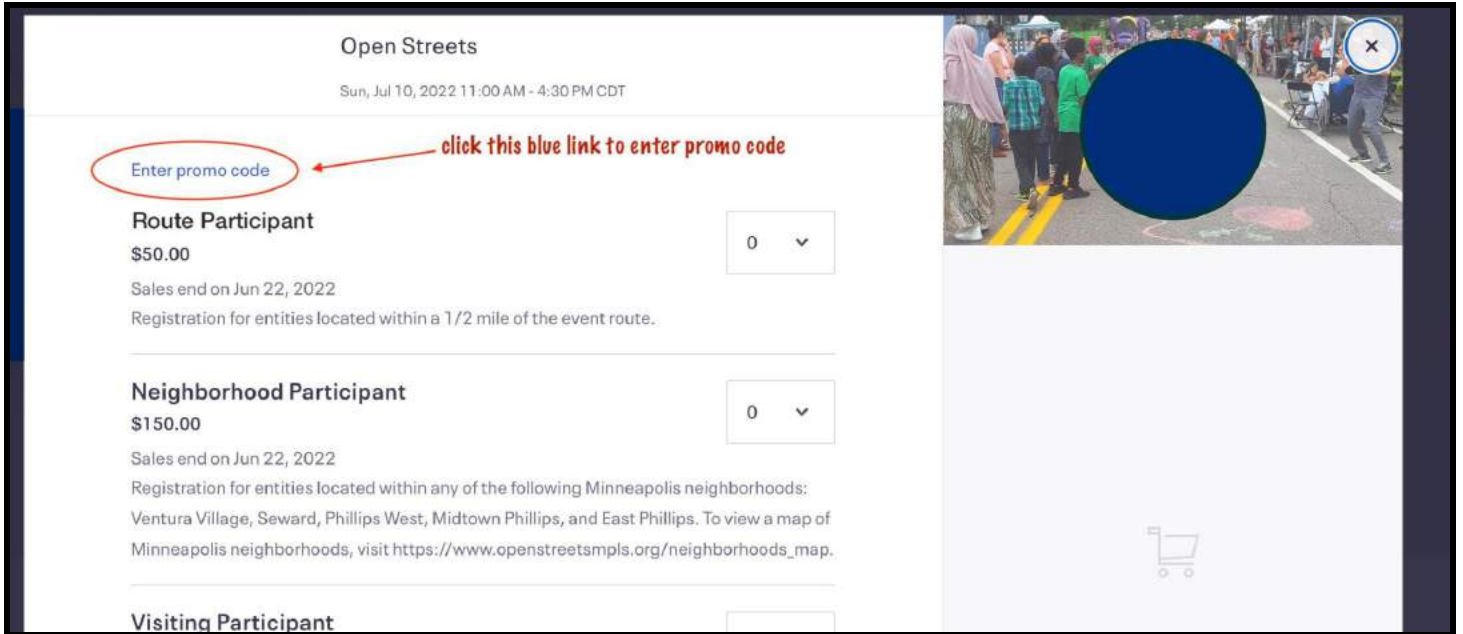 Open Streets
Sun, Jul 10, 2022 11:00 AM - 4:30 PM CDT
click this blue link to enter promo code
Enter promo code
Route Participant
$50.00
0
Sales end on Jun 22, 2022
Registration for entities located within a 1/2 mile of the event route.
Neighborhood Participant
$150.00
0
Sales end on Jun 22, 2022
Registration for entities located within any of the following Minneapolis neighborhoods:
Ventura Village, Seward, Phillips West, Midtown Phillips, and East Phillips. To view a map of
Minneapolis neighborhoods, visit https://www.openstreetsmpls.org/neighborhoods_map.
Visiting Participant